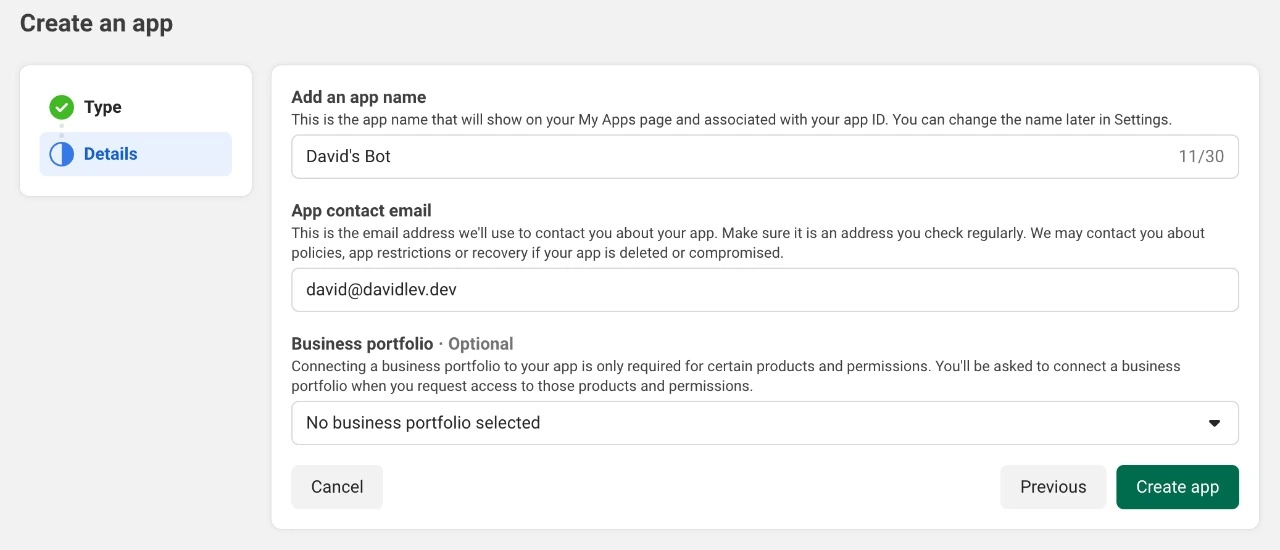 Create an app
Type
Details
Add an app name
This is the app name that will show on your My Apps page and associated with your app ID. You can change the name later in Settings.
David's Bot 11/30
App contact email
This is the email address we'll use to contact you about your app. Make sure it is an address you check regularly. We may contact you about
policies, app restrictions or recovery if your app is deleted or compromised.
david@davidlev.dev
Business portfolio · Optional
Connecting a business portfolio to your app is only required for certain products and permissions. You'll be asked to connect a business
portfolio when you request access to those products and permissions.
No business portfolio selected
Cancel Previous Create app